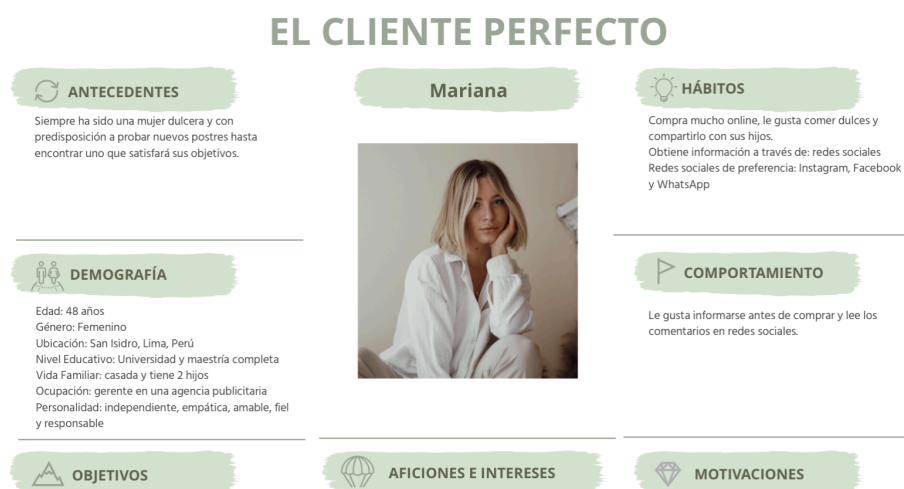 EL CLIENTE PERFECTO
ANTECEDENTES
Siempre ha sido una mujer dulcera y con
predisposición a probar nuevos postres hasta
encontrar uno que satisfará sus objetivos.
Mariana
HÁBITOS
Compra mucho online, le gusta comer dulces y
compartirlo con sus hijos.
Obtiene información a través de: redes sociales
Redes sociales de preferencia: Instagram, Facebook
y WhatsApp
DEMOGRAFÍA
Edad: 48 años
Género: Femenino
Ubicación: San Isidro, Lima, Perú
Nivel Educativo: Universidad y maestría completa
Vida Familiar: casada y tiene 2 hijos
Ocupación: gerente en una agencia publicitaria
Personalidad: independiente, empática, amable, fiel
y responsable
COMPORTAMIENTO
Le gusta informarse antes de comprar y lee los
comentarios en redes sociales.
OBJETIVOS
AFICIONES E INTERESES
MOTIVACIONES